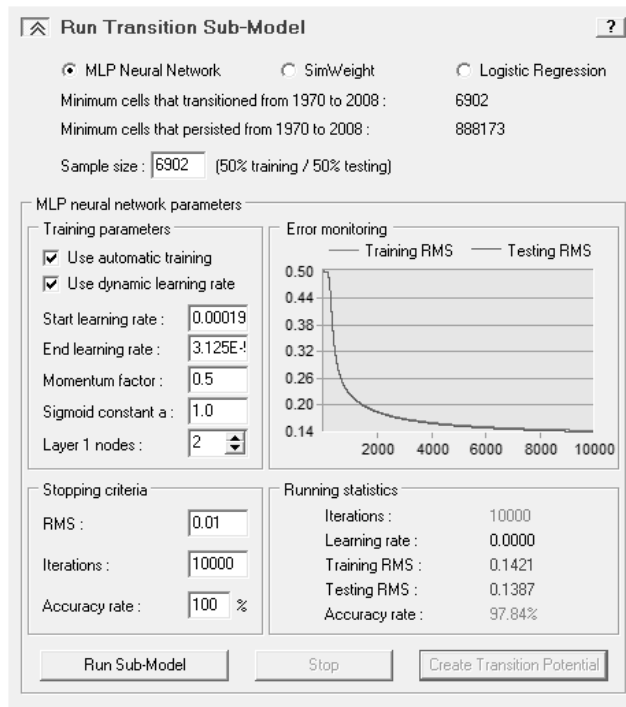 Run Transition Sub-Model ?
MLP Neural Network SimWeight Logistic Regression
Minimum cells that transitioned from 1970 to 2008 : 6902
Minimum cells that persisted from 1970 to 2008 : 888173
Sample size : 6902 (50% training / 50% testing)
MLP neural network parameters
Training parameters
Use automatic training
Use dynamic learning rate
Start learning rate : 0.00019
End learning rate : 3.125E-
Momentum factor : 0.5
Sigmoid constant a : 1.0
Layer 1 nodes : 2
Error monitoring
Training RMS Testing RMS
0.50
0.44
0.38
0.32
0.26
0.20
0.14
2000 4000 6000 8000 10000
Stopping criteria
RMS : 0.01
Iterations : 10000
Accuracy rate : 100 %
Running statistics
Iterations : 10000
Learning rate : 0.0000
Training RMS : 0.1421
Testing RMS : 0.1387
Accuracy rate : 97.84%
Run Sub-Model Stop Create Transition Potential